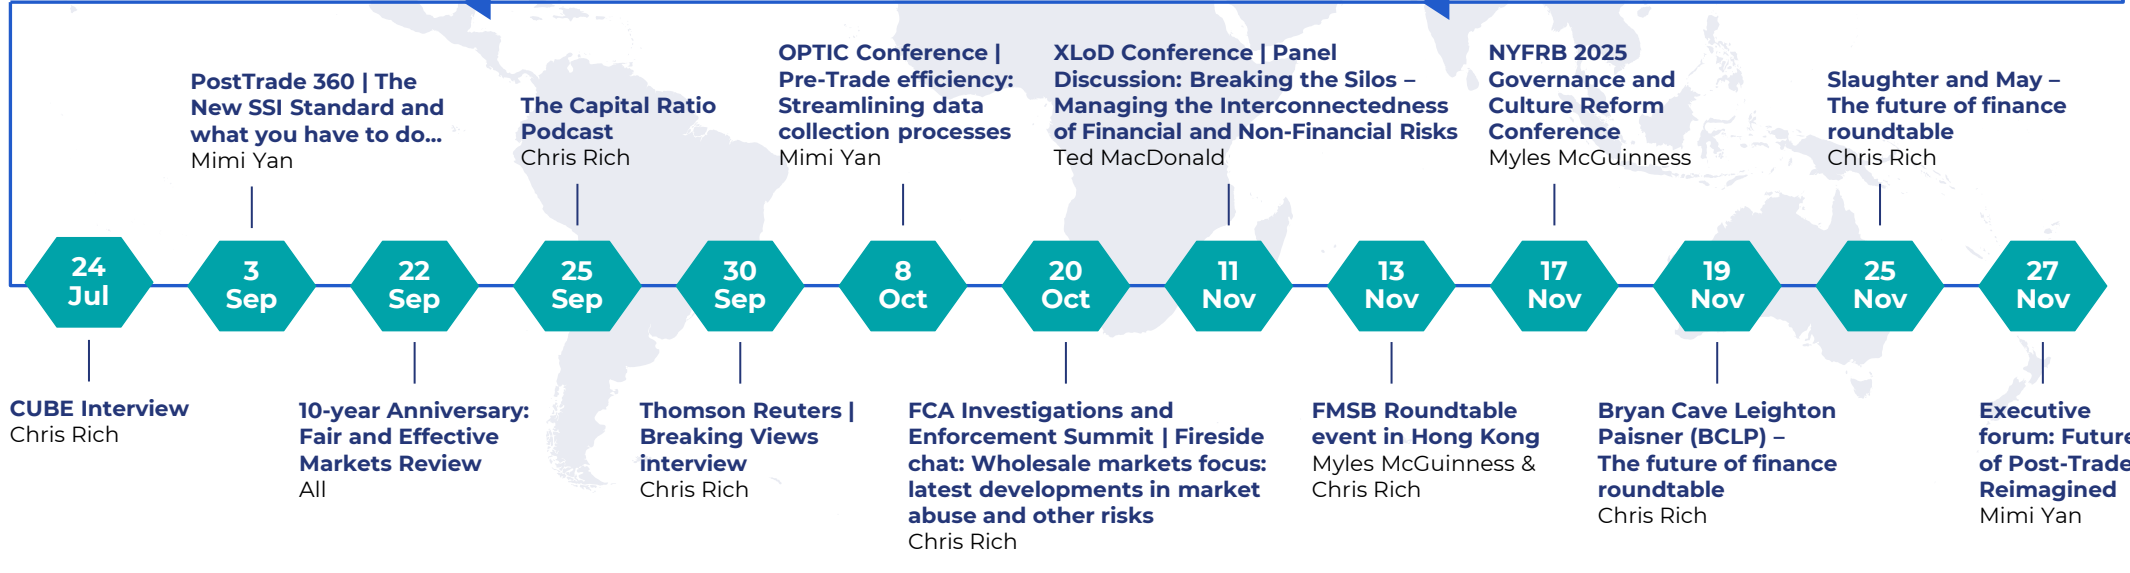 OPTIC Conference |
Pre-Trade efficiency:
Streamlining data
collection processes
Mimi Yan
XLoD Conference | Panel
Discussion: Breaking the Silos –
Managing the Interconnectedness
of Financial and Non-Financial Risks
Ted MacDonald
NYFRB 2025
Governance and
Culture Reform
Conference
Myles McGuinness
PostTrade 360 | The
New SSI Standard and
what you have to do...
Mimi Yan
The Capital Ratio
Podcast
Chris Rich
Slaughter and May –
The future of finance
roundtable
Chris Rich
24
Jul
3
Sep
22
Sep
25
Sep
30
Sep
8
Oct
20
Oct
11
Nov
13
Nov
17
Nov
19
Nov
25
Nov
27
Nov
CUBE Interview
Chris Rich
10-year Anniversary:
Fair and Effective
Markets Review
All
Thomson Reuters |
Breaking Views
interview
Chris Rich
FCA Investigations and
Enforcement Summit | Fireside
chat: Wholesale markets focus:
latest developments in market
abuse and other risks
Chris Rich
FMSB Roundtable
event in Hong Kong
Myles McGuinness &
Chris Rich
Bryan Cave Leighton
Paisner (BCLP) –
The future of finance
roundtable
Chris Rich
Executive
forum: Future
of Post-Trade
Reimagined
Mimi Yan